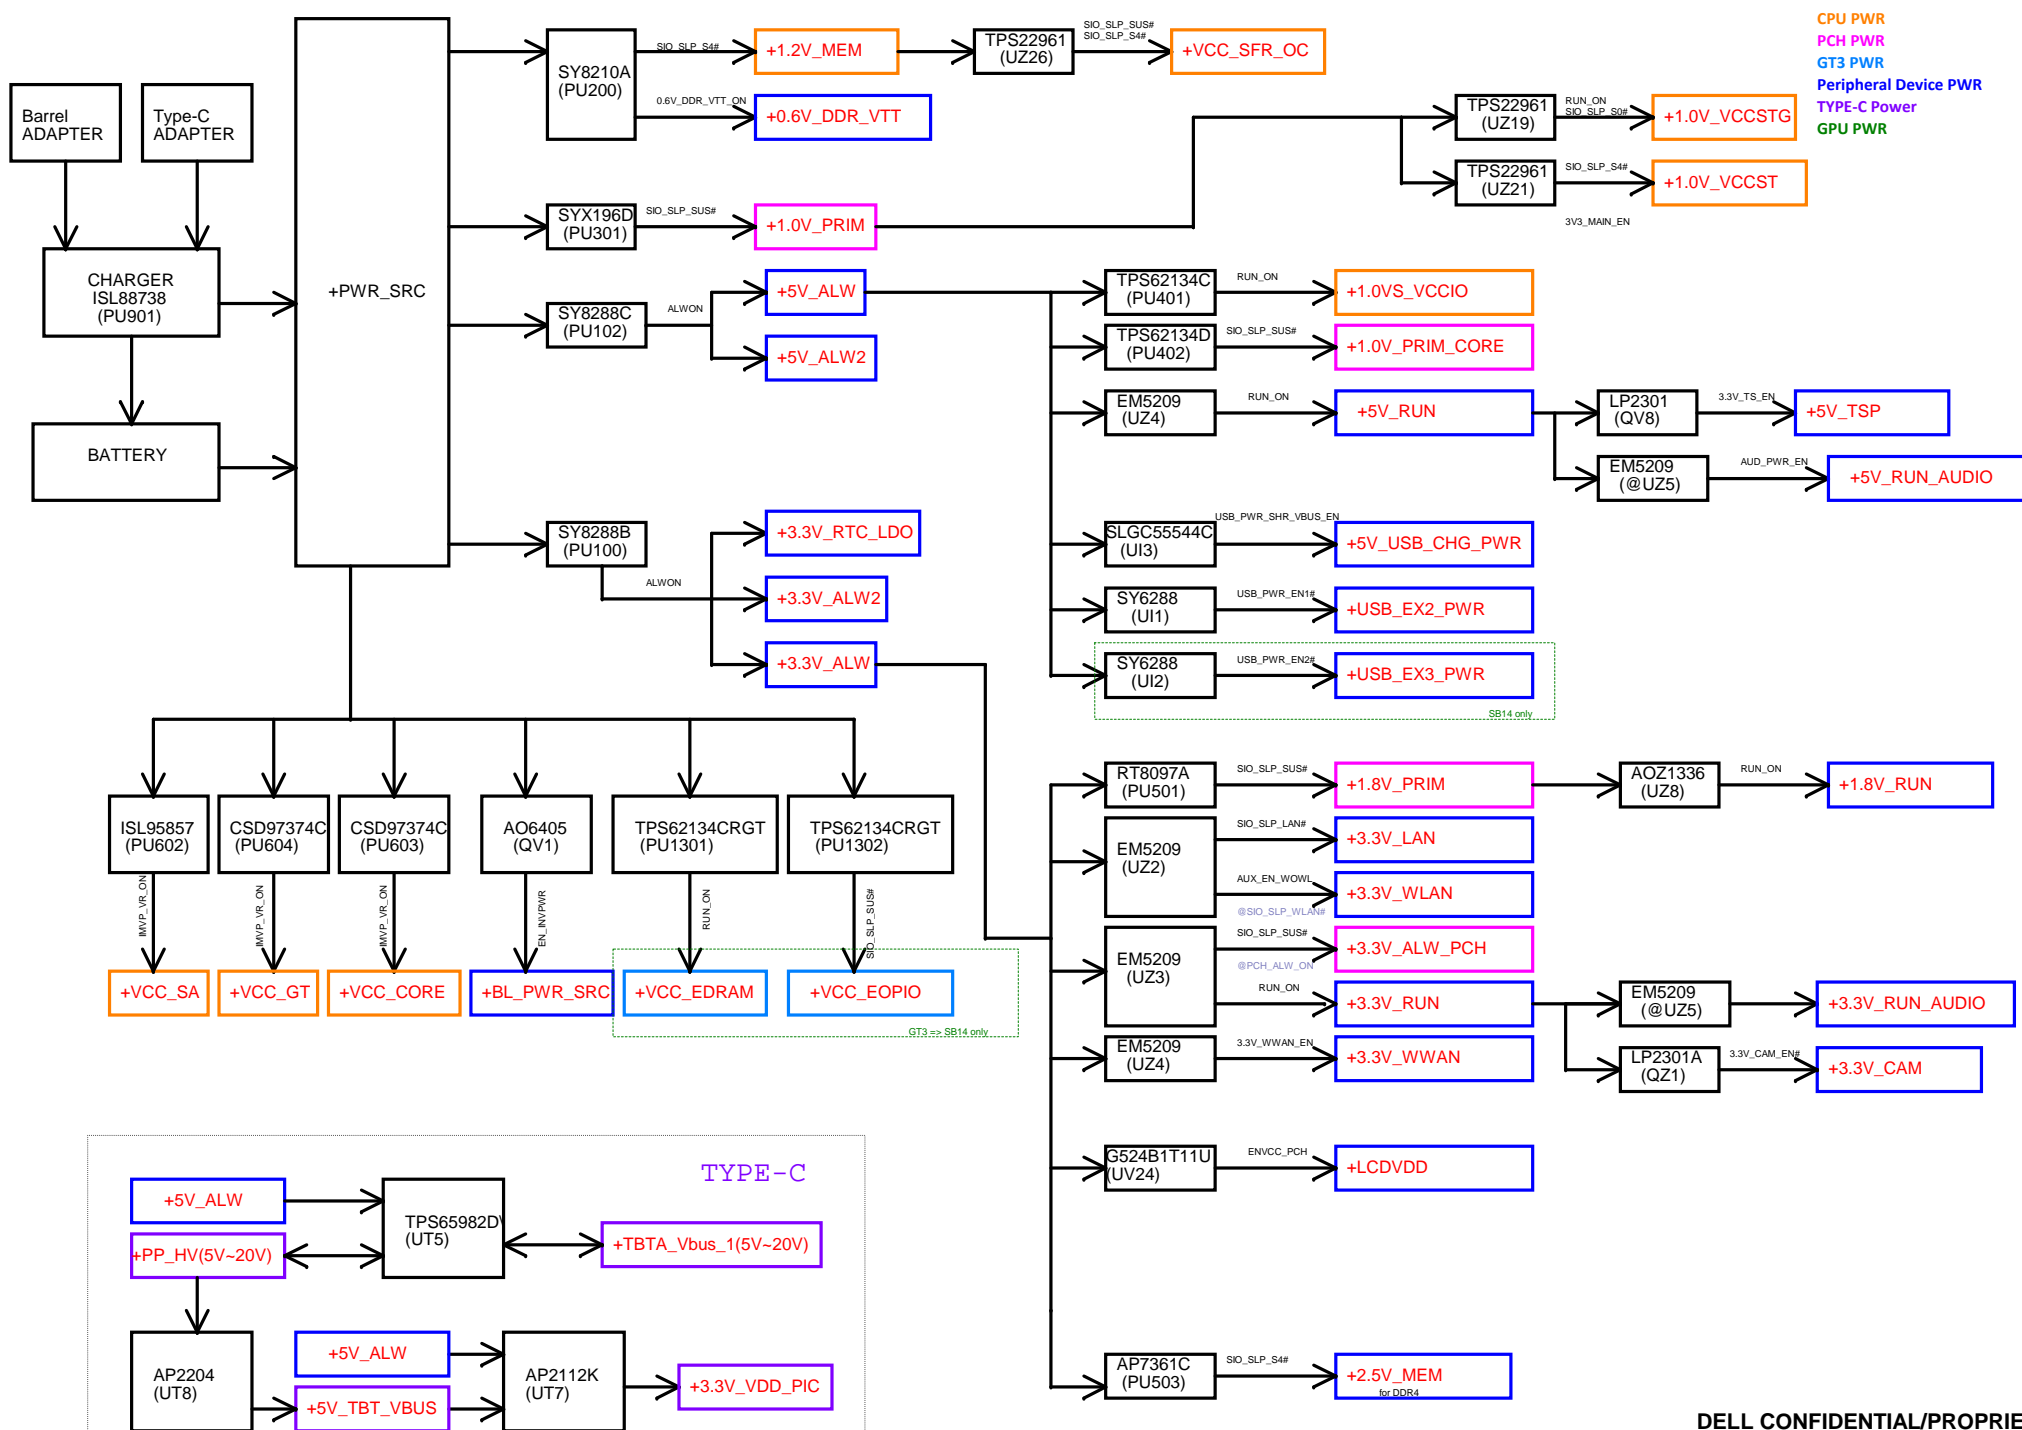 CPU PWR
PCH PWR
GT3 PWR
Peripheral Device PWR
TYPE-C Power
GPU PWR
Barrel
ADAPTER
Type-C
ADAPTER
CHARGER
ISL88738
(PU901)
BATTERY
+PWR_SRC
SY8210A
(PU200)
SIO_SLP_S4#
+1.2V_MEM
TPS22961
(UZ26)
SIO_SLP_SUS#
SIO_SLP_S4#
+VCC_SFR_OC
0.6V_DDR_VTT_ON
+0.6V_DDR_VTT
TPS22961
(UZ19)
RUN_ON
SIO_SLP_S0#
+1.0V_VCCSTG
TPS22961
(UZ21)
SIO_SLP_S4#
+1.0V_VCCST
3V3_MAIN_EN
SYX196D
(PU301)
SIO_SLP_SUS#
+1.0V_PRIM
SY8288C
(PU102)
ALWON
+5V_ALW
+5V_ALW2
TPS62134C
(PU401)
RUN_ON
+1.0VS_VCCIO
TPS62134D
(PU402)
SIO_SLP_SUS#
+1.0V_PRIM_CORE
EM5209
(UZ4)
RUN_ON
+5V_RUN
LP2301
(QV8)
3.3V_TS_EN
+5V_TSP
EM5209
(@UZ5)
AUD_PWR_EN
+5V_RUN_AUDIO
SLGC55544C
(UI3)
USB_PWR_SHR_VBUS_EN
+5V_USB_CHG_PWR
SY6288
(UI1)
USB_PWR_EN1#
+USB_EX2_PWR
SY6288
(UI2)
USB_PWR_EN2#
+USB_EX3_PWR
SB14 only
SY8288B
(PU100)
ALWON
+3.3V_RTC_LDO
+3.3V_ALW2
+3.3V_ALW
RT8097A
(PU501)
SIO_SLP_SUS#
+1.8V_PRIM
AOZ1336
(UZ8)
RUN_ON
+1.8V_RUN
EM5209
(UZ2)
SIO_SLP_LAN#
+3.3V_LAN
AUX_EN_WOWL
+3.3V_WLAN
@SIO_SLP_WLAN#
EM5209
(UZ3)
SIO_SLP_SUS#
+3.3V_ALW_PCH
@PCH_ALW_ON
RUN_ON
+3.3V_RUN
EM5209
(@UZ5)
+3.3V_RUN_AUDIO
LP2301A
(QZ1)
3.3V_CAM_EN#
+3.3V_CAM
EM5209
(UZ4)
3.3V_WWAN_EN
+3.3V_WWAN
G524B1T11U
(UV24)
ENVCC_PCH
+LCDVDD
AP7361C
(PU503)
SIO_SLP_S4#
+2.5V_MEM
for DDR4
ISL95857
(PU602)
IMVP_VR_ON
+VCC_SA
CSD97374C
(PU604)
IMVP_VR_ON
+VCC_GT
CSD97374C
(PU603)
IMVP_VR_ON
+VCC_CORE
AO6405
(QV1)
EN_INVPWR
+BL_PWR_SRC
TPS62134CRGT
(PU1301)
RUN_ON
+VCC_EDRAM
TPS62134CRGT
(PU1302)
SIO_SLP_SUS#
+VCC_EOPIO
GT3 => SB14 only
TYPE-C
+5V_ALW
+PP_HV(5V~20V)
TPS65982D
(UT5)
+TBTA_Vbus_1(5V~20V)
AP2204
(UT8)
+5V_ALW
+5V_TBT_VBUS
AP2112K
(UT7)
+3.3V_VDD_PIC
DELL CONFIDENTIAL/PROPRIE